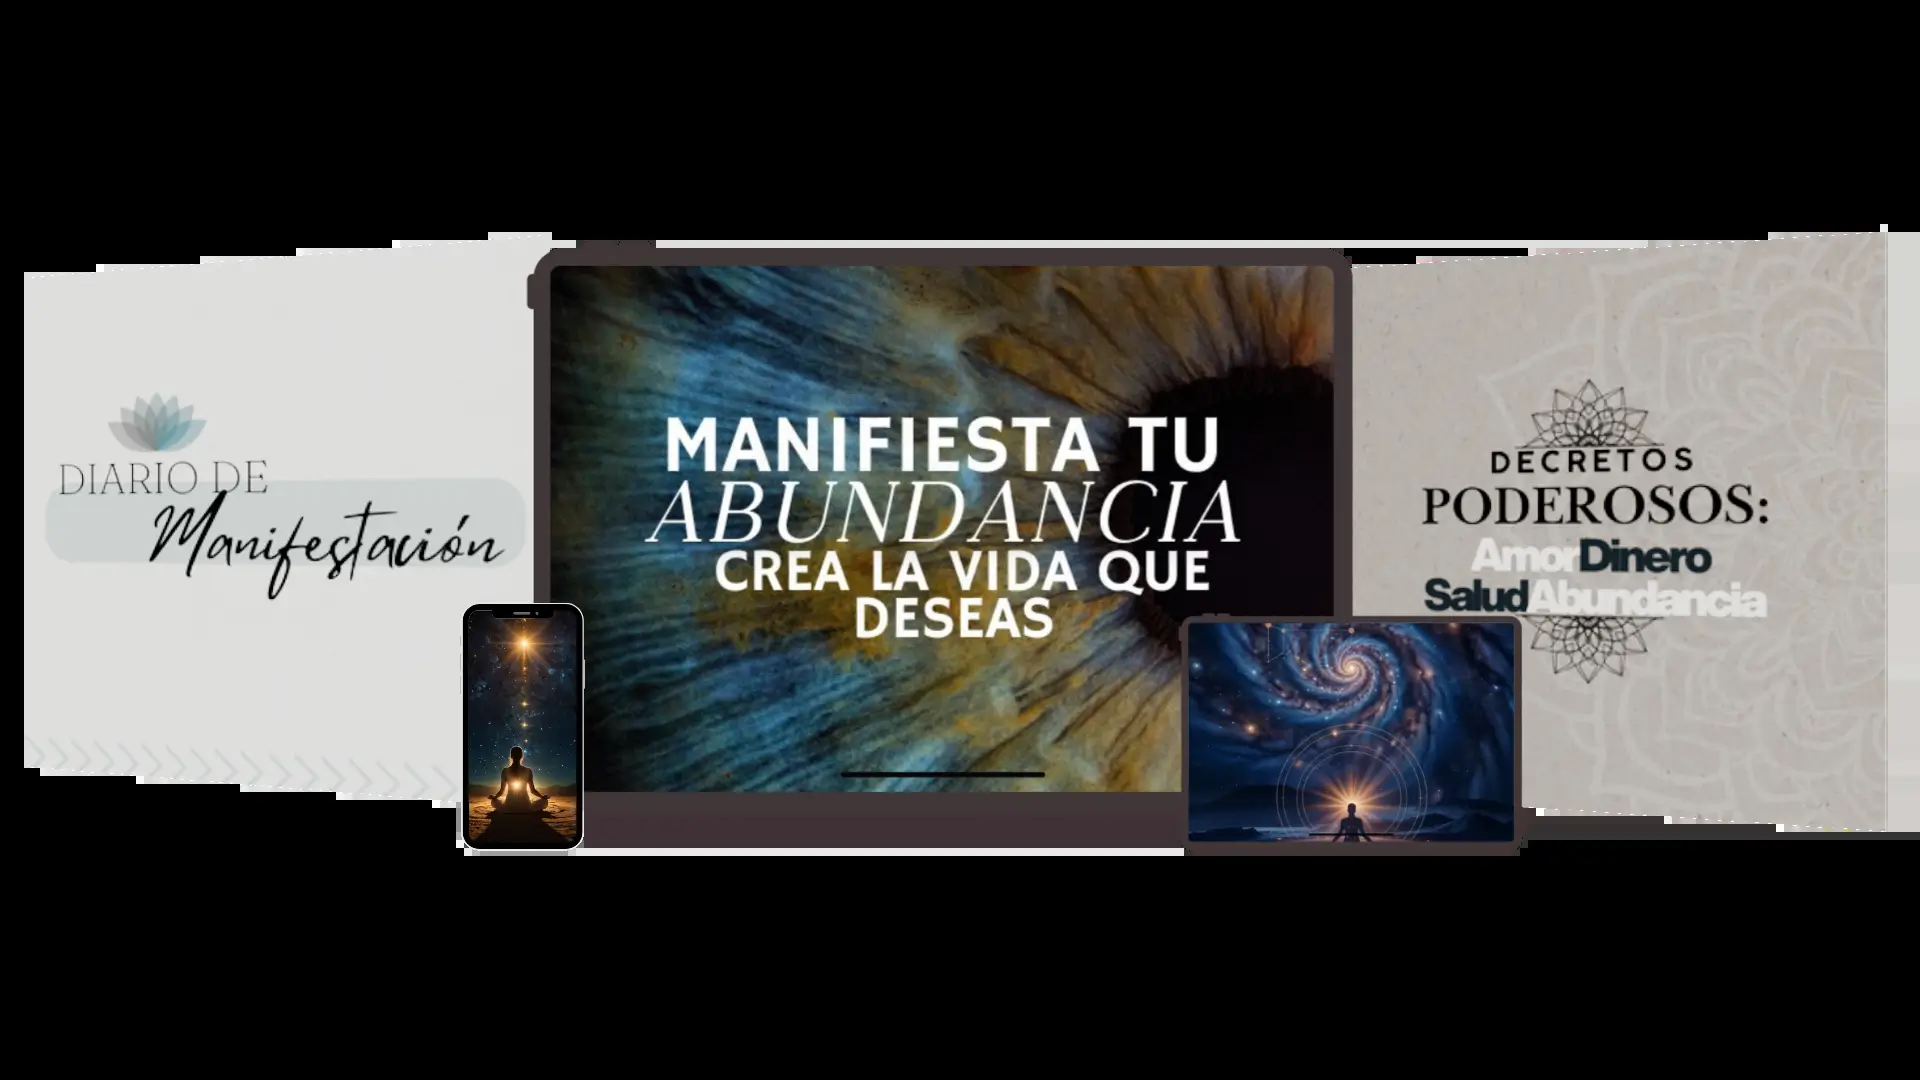 DIARIO DE
Manifestación
MANIFIESTA TU
ABUNDANCIA
CREA LA VIDA QUE
DESEAS
DECRETOS
PODEROSOS:
AmorDinero
SaludAbundancia